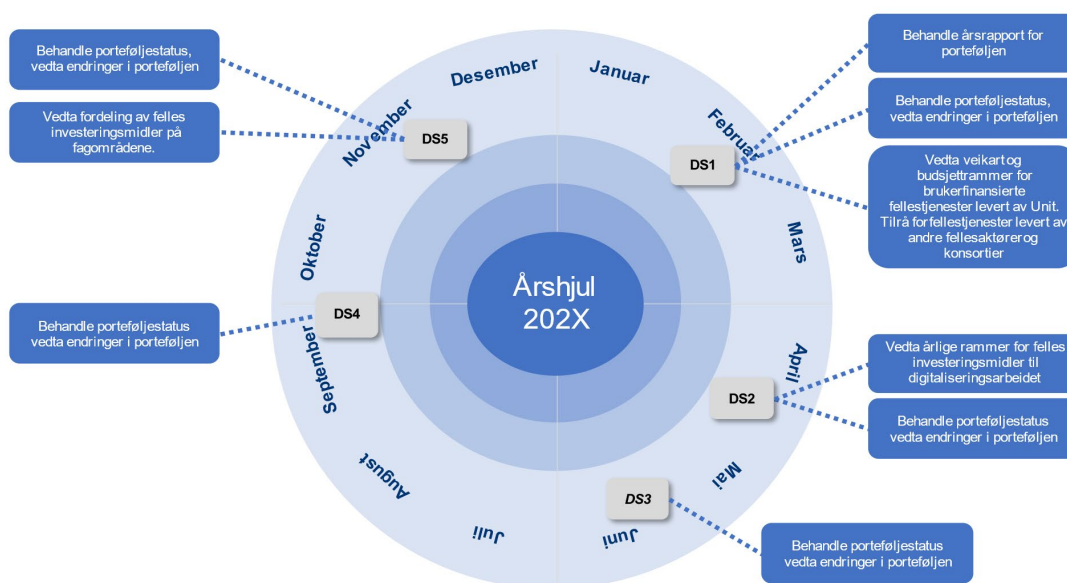 Behandle porteføljestatus,
vedta endringer i porteføljen
Vedta fordeling av felles
investeringsmidler på
fagområdene.
Behandle porteføljestatus
vedta endringer i porteføljen
Desember
November
Oktober
September
August
Juli
Januar
Februar
Mars
April
Mai
Juni
DS5
DS1
DS4
DS2
DS3
Årshjul
202X
Behandle årsrapport for
porteføljen
Behandle porteføljestatus,
vedta endringer i porteføljen
Vedta veikart og
budsjettrammer for
brukerfinansierte
fellestjenester levert av Unit.
Tilrå for fellestjenester levert av
andre fellesaktører og
konsortier
Vedta årlige rammer for felles
investeringsmidler til
digitaliseringsarbeidet
Behandle porteføljestatus
vedta endringer i porteføljen
Behandle porteføljestatus
vedta endringer i porteføljen